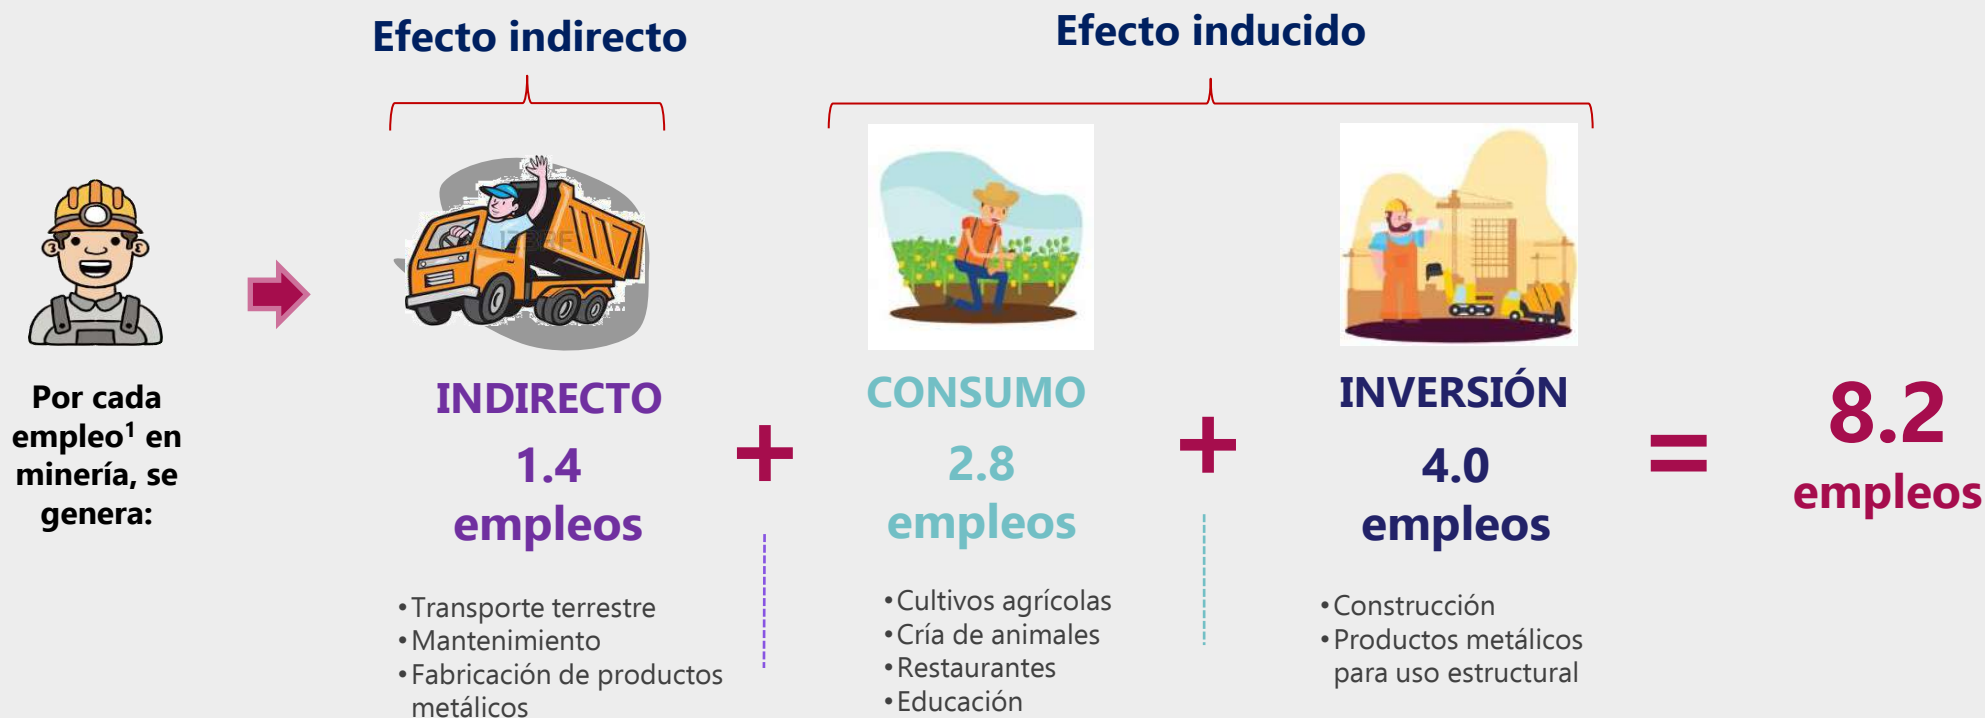 Efecto indirecto
Efecto inducido
Por cada
empleo¹ en
minería, se
genera:
INDIRECTO
1.4
empleos
+
CONSUMO
2.8
empleos
+
INVERSIÓN
4.0
empleos
=
8.2
empleos
•Transporte terrestre
•Mantenimiento
•Fabricación de productos
metálicos
•Cultivos agrícolas
•Cría de animales
•Restaurantes
•Educación
•Construcción
•Productos metálicos
para uso estructural